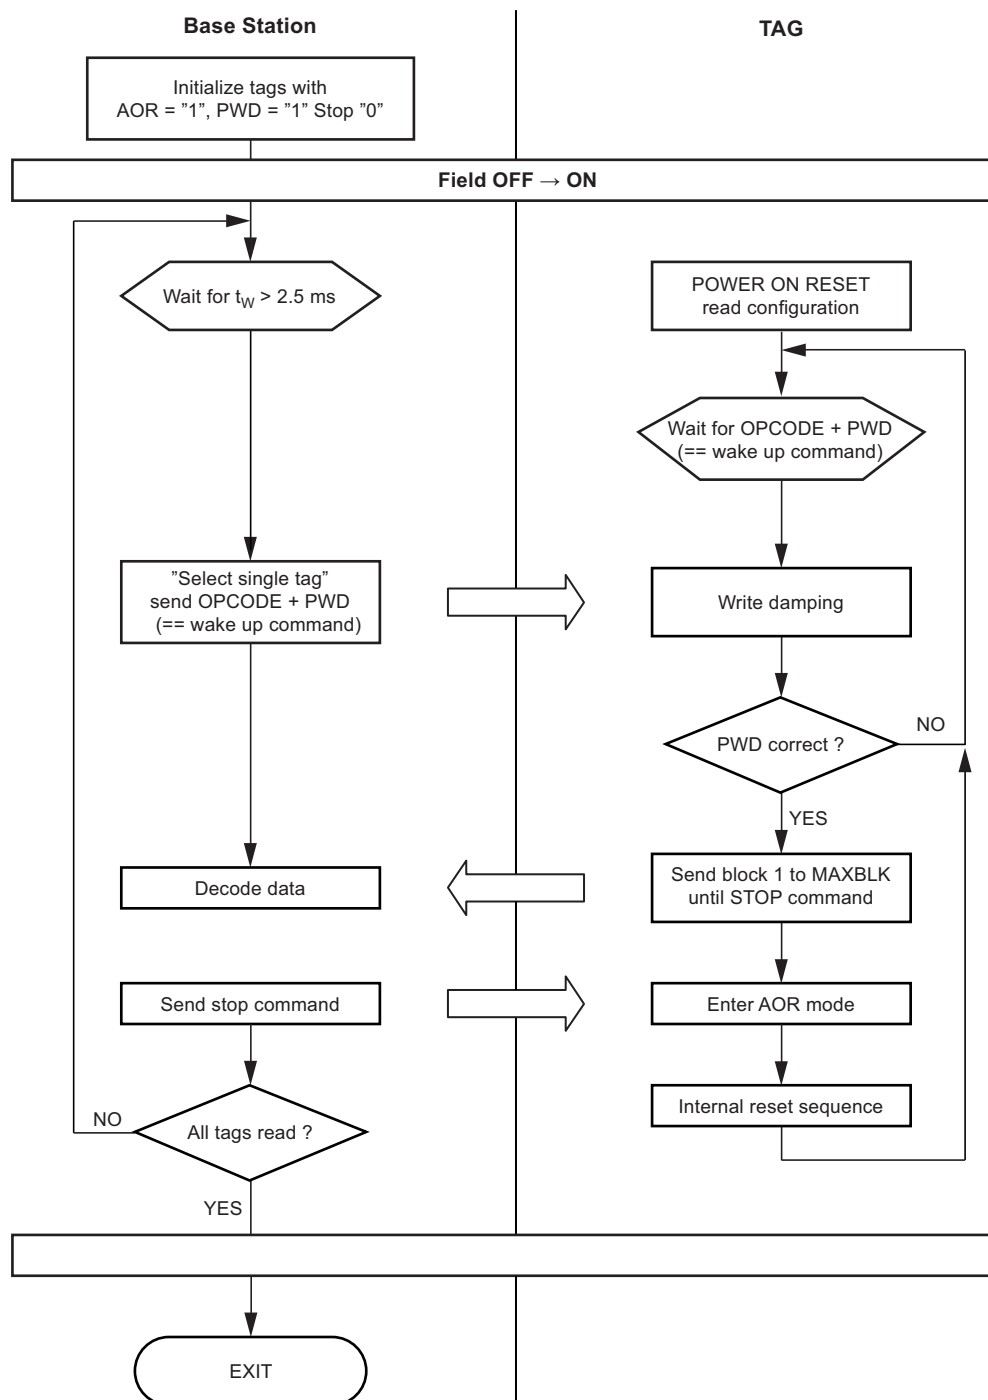 Base Station
TAG
Initialize tags with
AOR = ”1”, PWD = ”1” Stop ”0”
Field OFF → ON
Wait for tW > 2.5 ms
POWER ON RESET
read configuration
Wait for OPCODE + PWD
(== wake up command)
”Select single tag”
send OPCODE + PWD
(== wake up command)
Write damping
PWD correct ?
NO
YES
Decode data
Send block 1 to MAXBLK
until STOP command
Send stop command
Enter AOR mode
Internal reset sequence
NO
All tags read ?
YES
EXIT